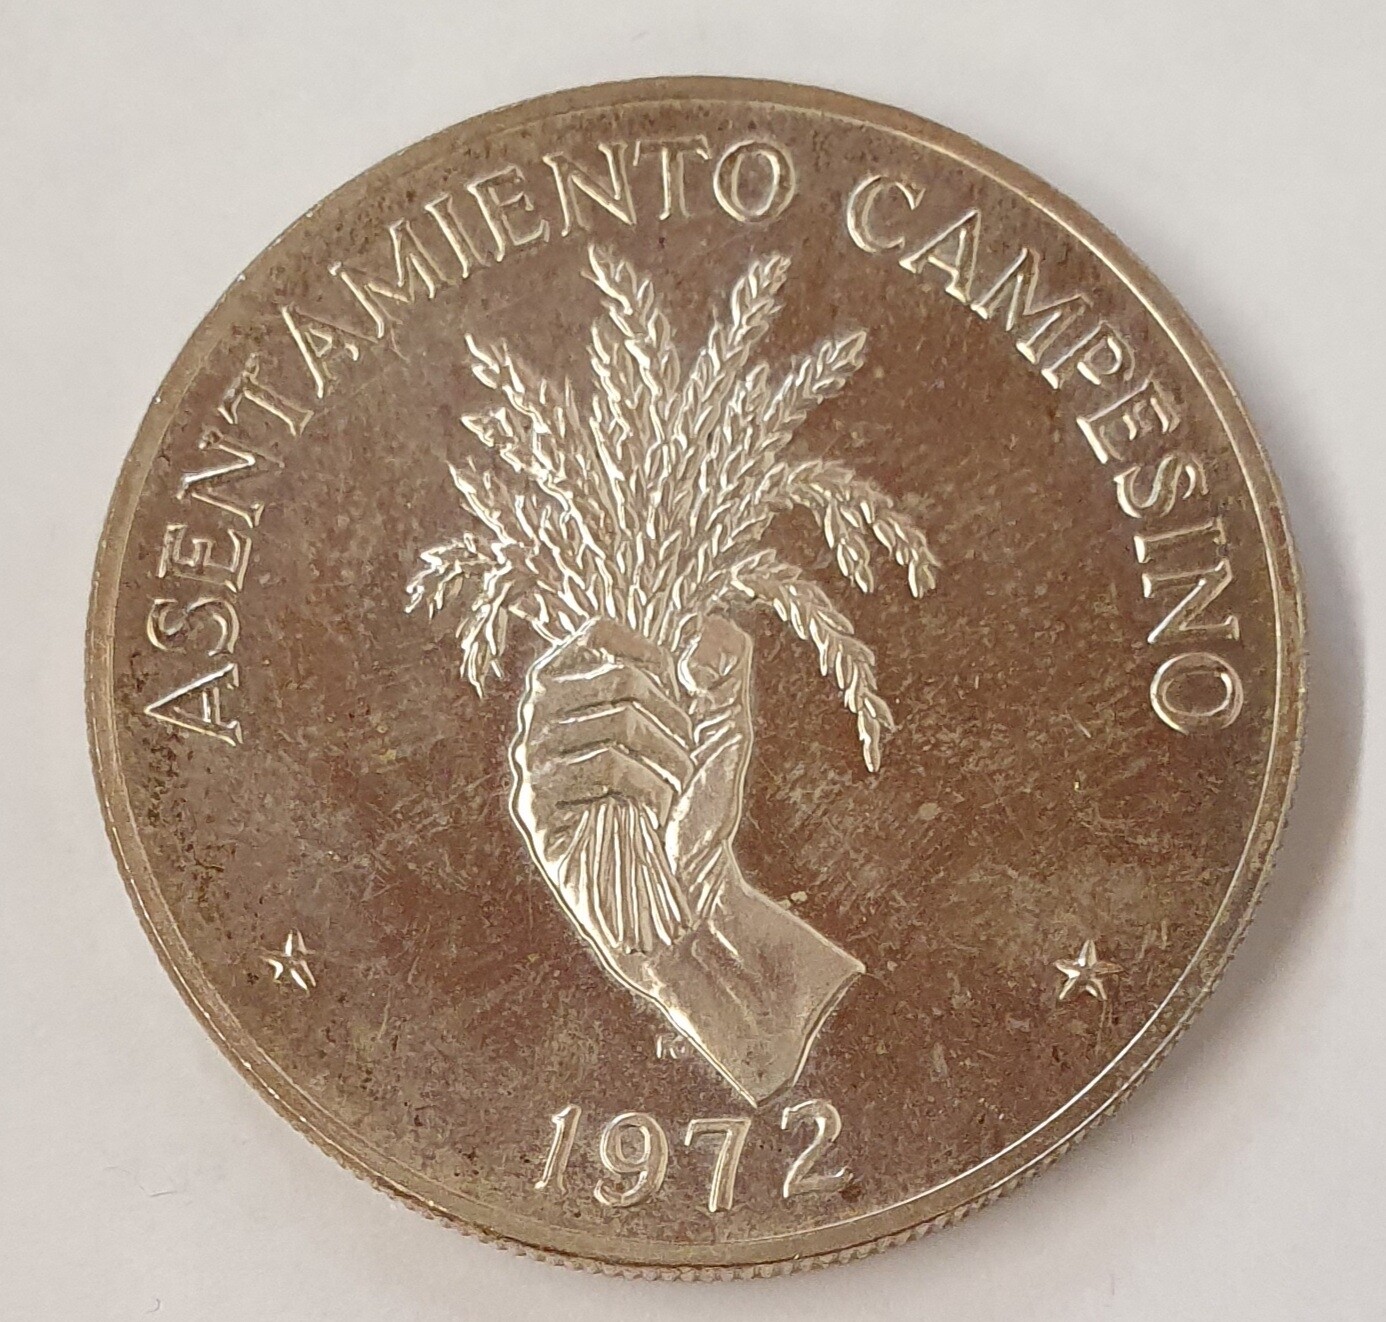 ASENTAMIENTO CAMPESINO
1972